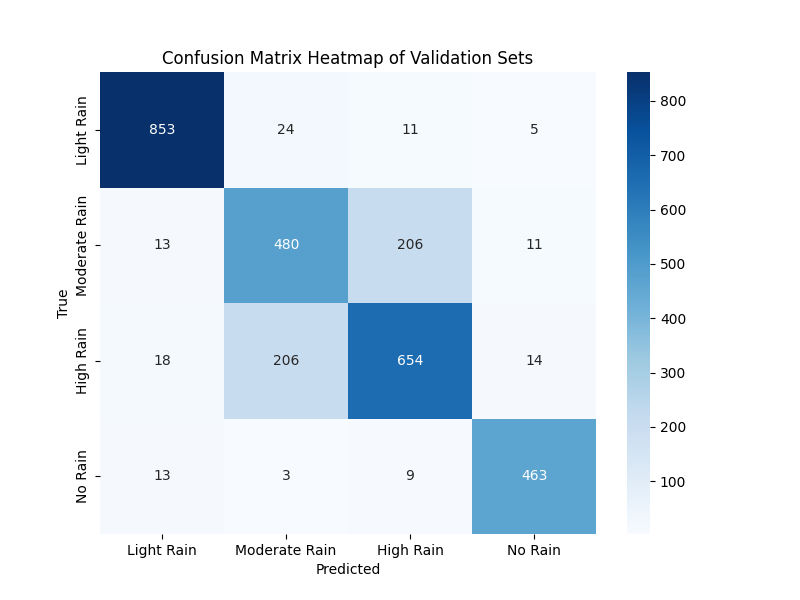 Confusion Matrix Heatmap of Validation Sets
True
Light Rain
853 24 11 5
Moderate Rain
13 480 206 11
High Rain
18 206 654 14
No Rain
13 3 9 463
Light Rain Moderate Rain High Rain No Rain
Predicted
800
700
600
500
400
300
200
100